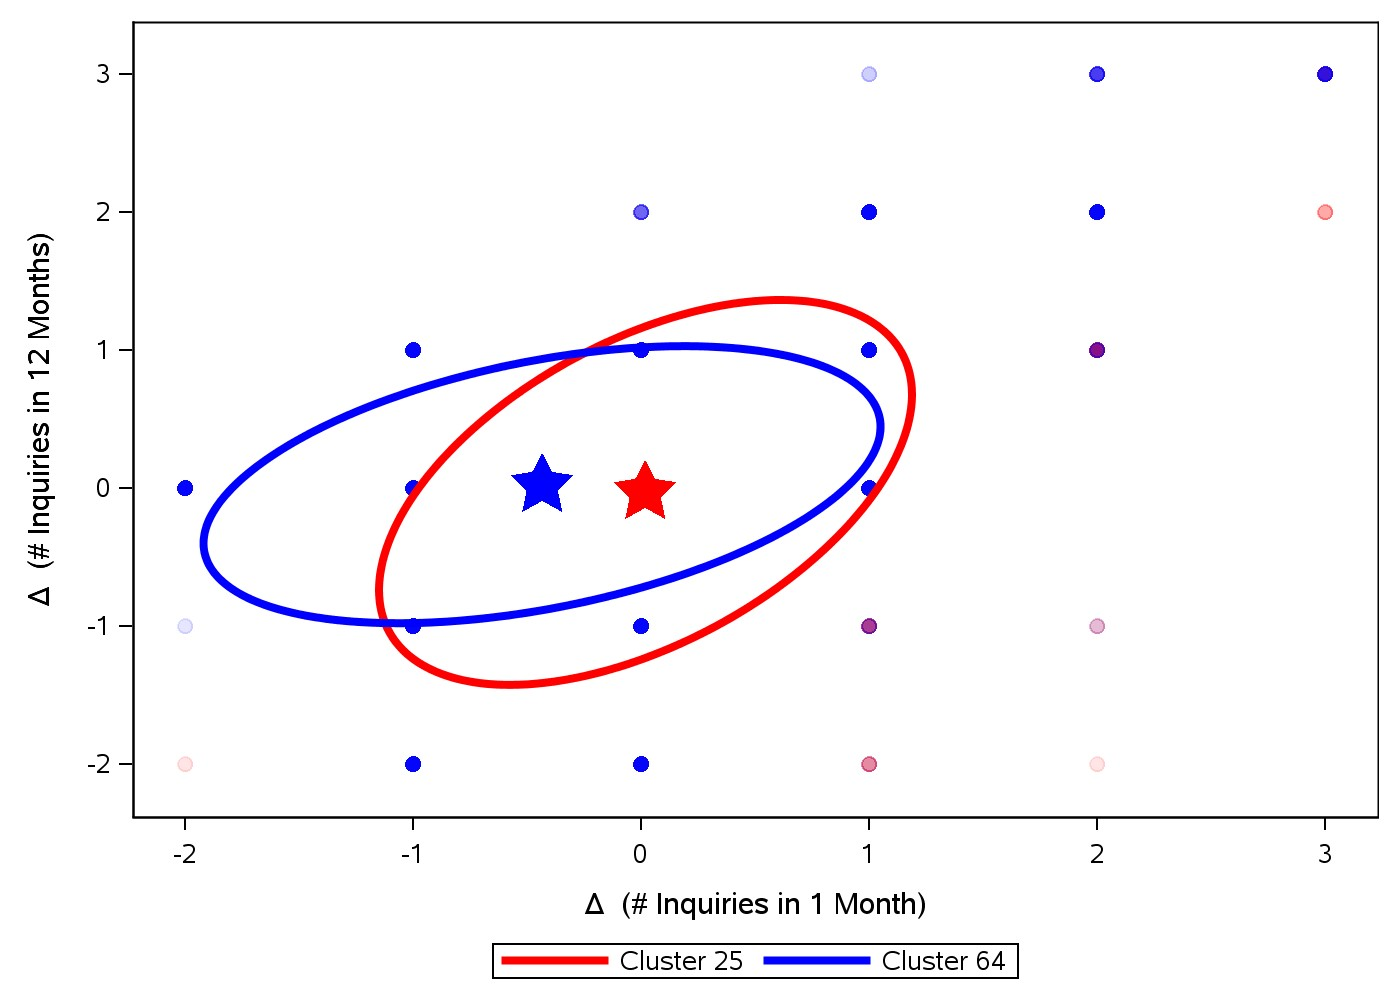 3
2
1
0
-1
-2
Δ (# Inquiries in 12 Months)
-2 -1 0 1 2 3
Δ (# Inquiries in 1 Month)
Cluster 25 Cluster 64